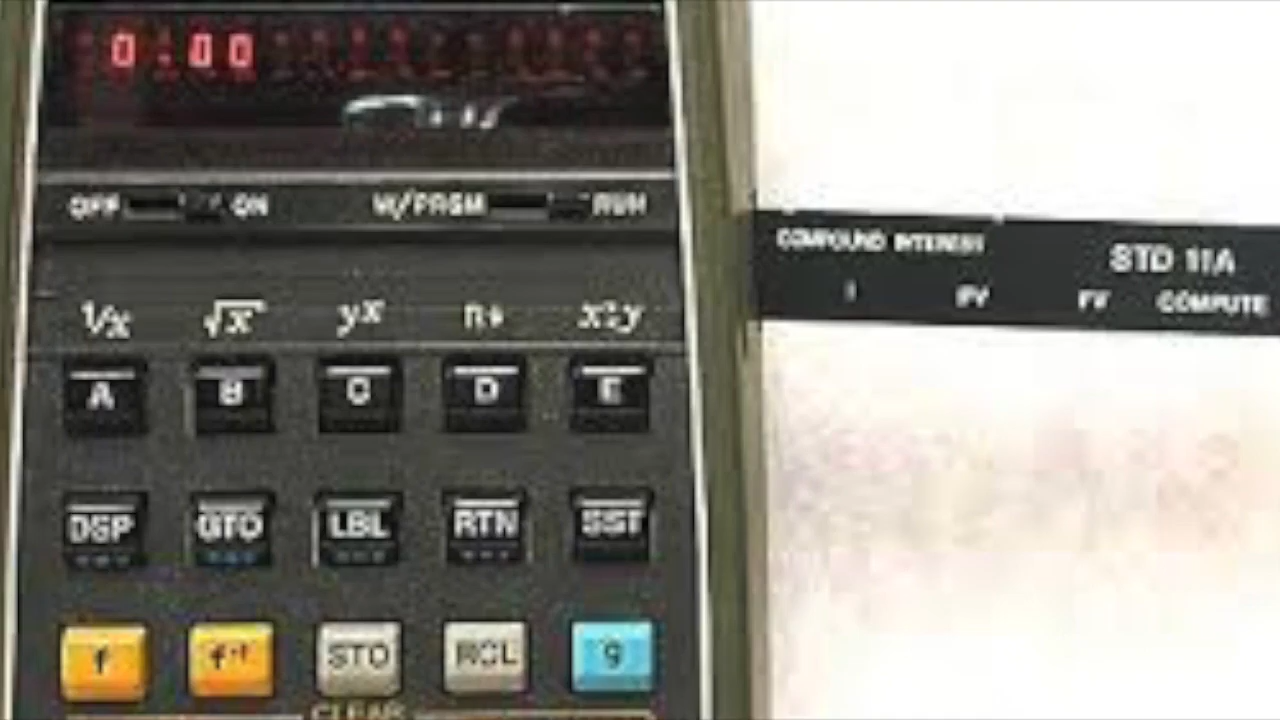 0.00
OFF ON W/PRGM RUN
COMPOUND INTEREST STD 11A
I PV FV COMPUTE
1/x √x yˣ R↓ x↕y
A B C D E
DSP GTO LBL RTN SST
f f⁻¹ STO RCL g
CLEAR